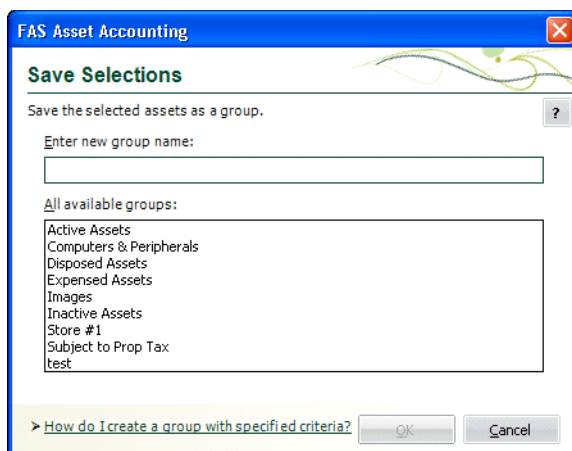 FAS Asset Accounting
Save Selections
Save the selected assets as a group.
?
Enter new group name:
All available groups:
Active Assets
Computers & Peripherals
Disposed Assets
Expensed Assets
Images
Inactive Assets
Store #1
Subject to Prop Tax
test
➤ How do I create a group with specified criteria?
OK
Cancel